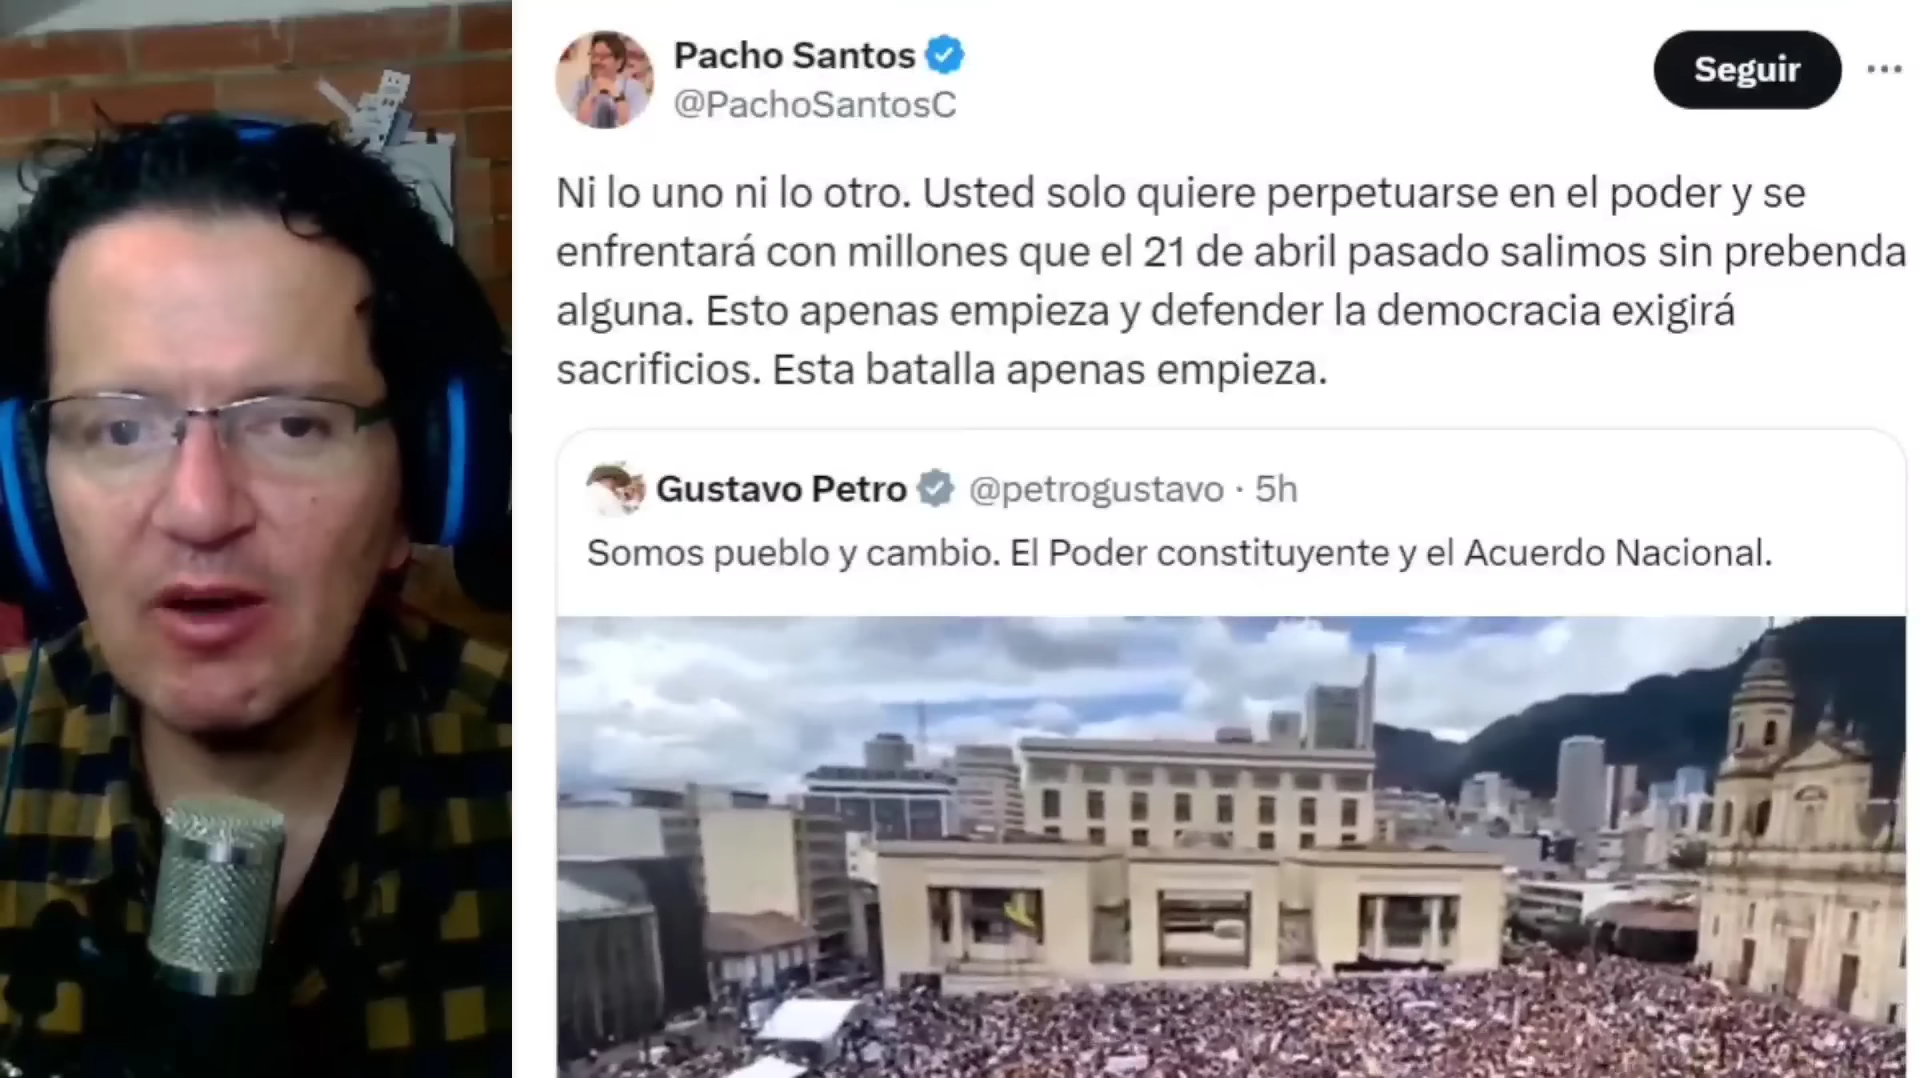 Pacho Santos
@PachoSantosC
Seguir
Ni lo uno ni lo otro. Usted solo quiere perpetuarse en el poder y se
enfrentará con millones que el 21 de abril pasado salimos sin prebenda
alguna. Esto apenas empieza y defender la democracia exigirá
sacrificios. Esta batalla apenas empieza.
Gustavo Petro @petrogustavo · 5h
Somos pueblo y cambio. El Poder constituyente y el Acuerdo Nacional.